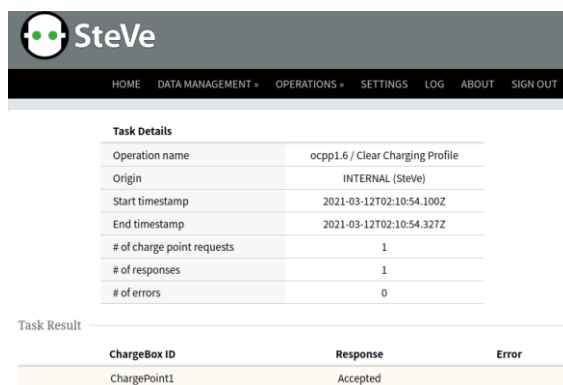 SteVe
HOME DATA MANAGEMENT » OPERATIONS » SETTINGS LOG ABOUT SIGN OUT
Task Details
Operation name ocpp1.6 / Clear Charging Profile
Origin INTERNAL (SteVe)
Start timestamp 2021-03-12T02:10:54.100Z
End timestamp 2021-03-12T02:10:54.327Z
# of charge point requests 1
# of responses 1
# of errors 0
Task Result
ChargeBox ID Response Error
ChargePoint1 Accepted